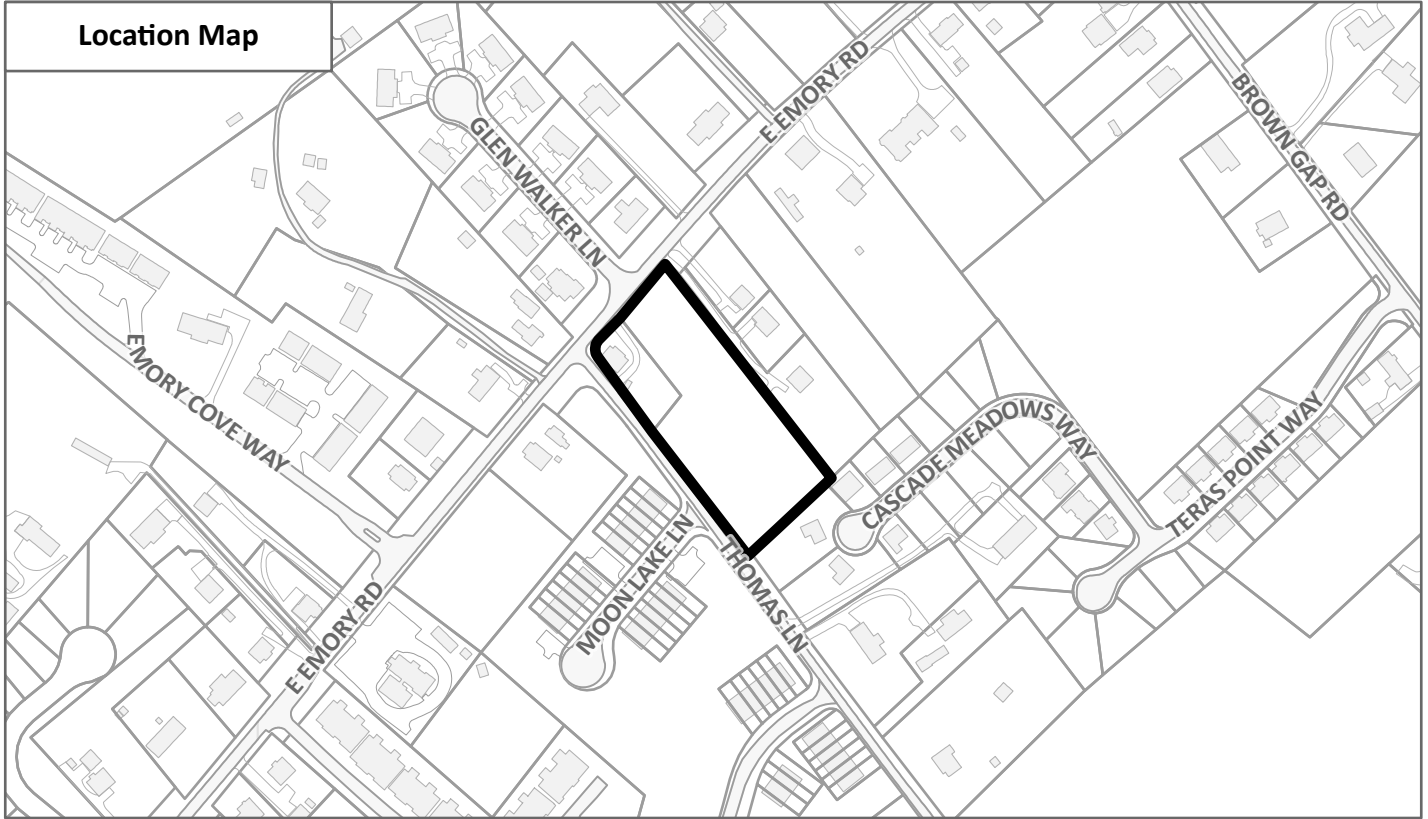 Location Map
E EMORY RD
BROWN GAP RD
GLEN WALKER LN
EMORY COVE WAY
CASCADE MEADOWS WAY
TERAS POINT WAY
MOON LAKE LN
THOMAS LN
E EMORY RD